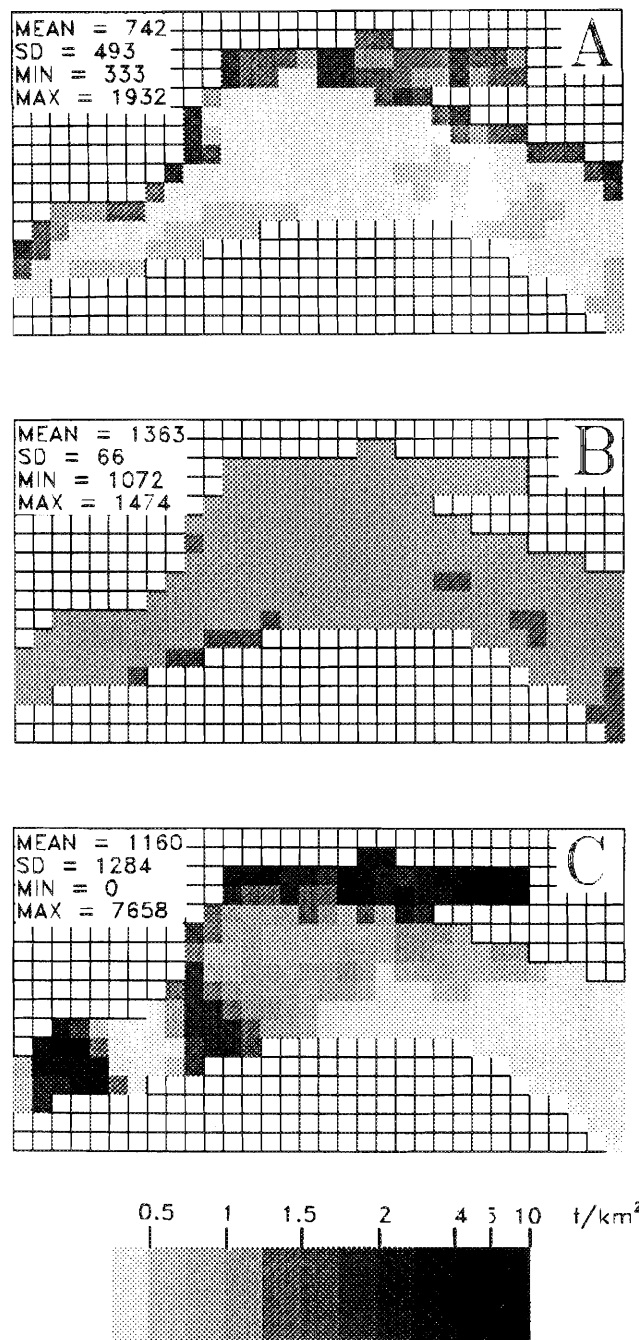 MEAN = 742
SD = 493
MIN = 333
MAX = 1932
A
MEAN = 1363
SD = 66
MIN = 1072
MAX = 1474
B
MEAN = 1160
SD = 1284
MIN = 0
MAX = 7658
C
0.5 1 1.5 2 4 5 10 t/km²